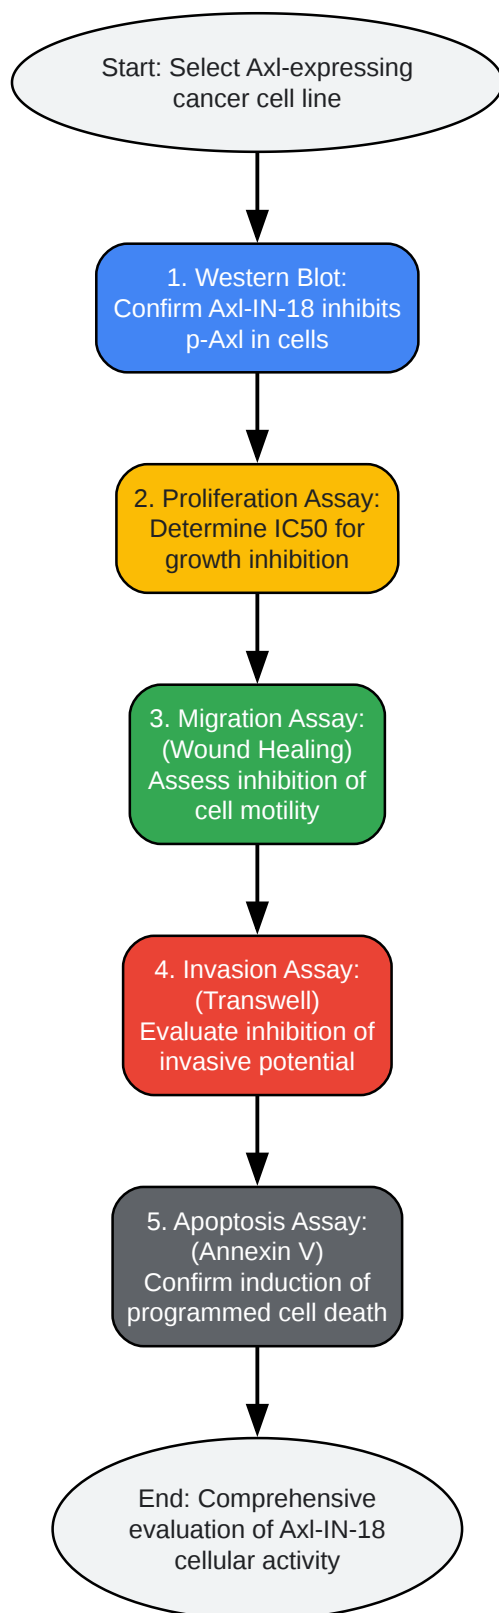 Start: Select Axl-expressing
cancer cell line
1. Western Blot:
Confirm Axl-IN-18 inhibits
p-Axl in cells
2. Proliferation Assay:
Determine IC50 for
growth inhibition
3. Migration Assay:
(Wound Healing)
Assess inhibition of
cell motility
4. Invasion Assay:
(Transwell)
Evaluate inhibition of
invasive potential
5. Apoptosis Assay:
(Annexin V)
Confirm induction of
programmed cell death
End: Comprehensive
evaluation of Axl-IN-18
cellular activity